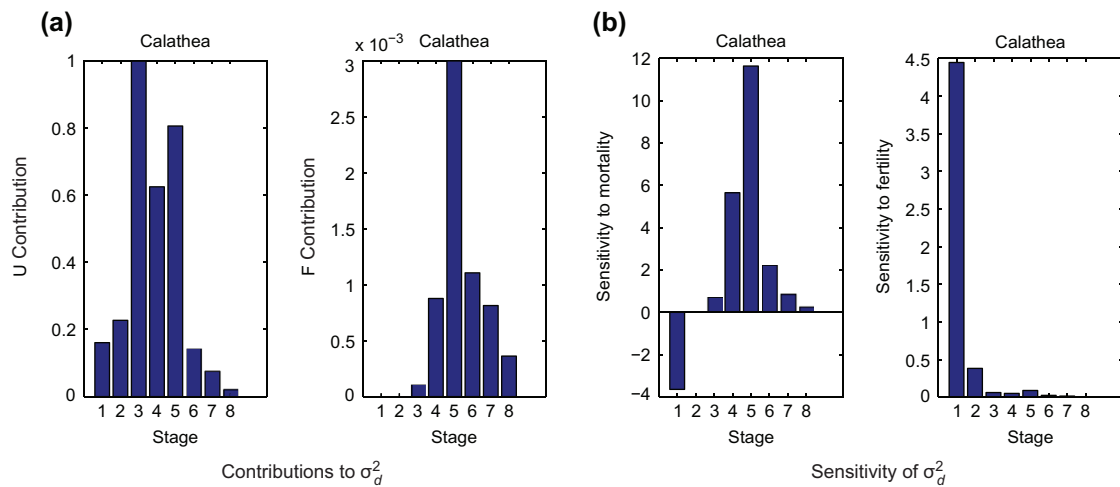 (a)
Calathea
1
0.8
0.6
0.4
0.2
0
U Contribution
1 2 3 4 5 6 7 8
Stage
× 10⁻³ Calathea
3
2.5
2
1.5
1
0.5
0
F Contribution
1 2 3 4 5 6 7 8
Stage
Contributions to σ²_d
(b)
Calathea
12
10
8
6
4
2
0
−2
−4
Sensitivity to mortality
1 2 3 4 5 6 7 8
Stage
Calathea
4.5
4
3.5
3
2.5
2
1.5
1
0.5
0
Sensitivity to fertility
1 2 3 4 5 6 7 8
Stage
Sensitivity of σ²_d